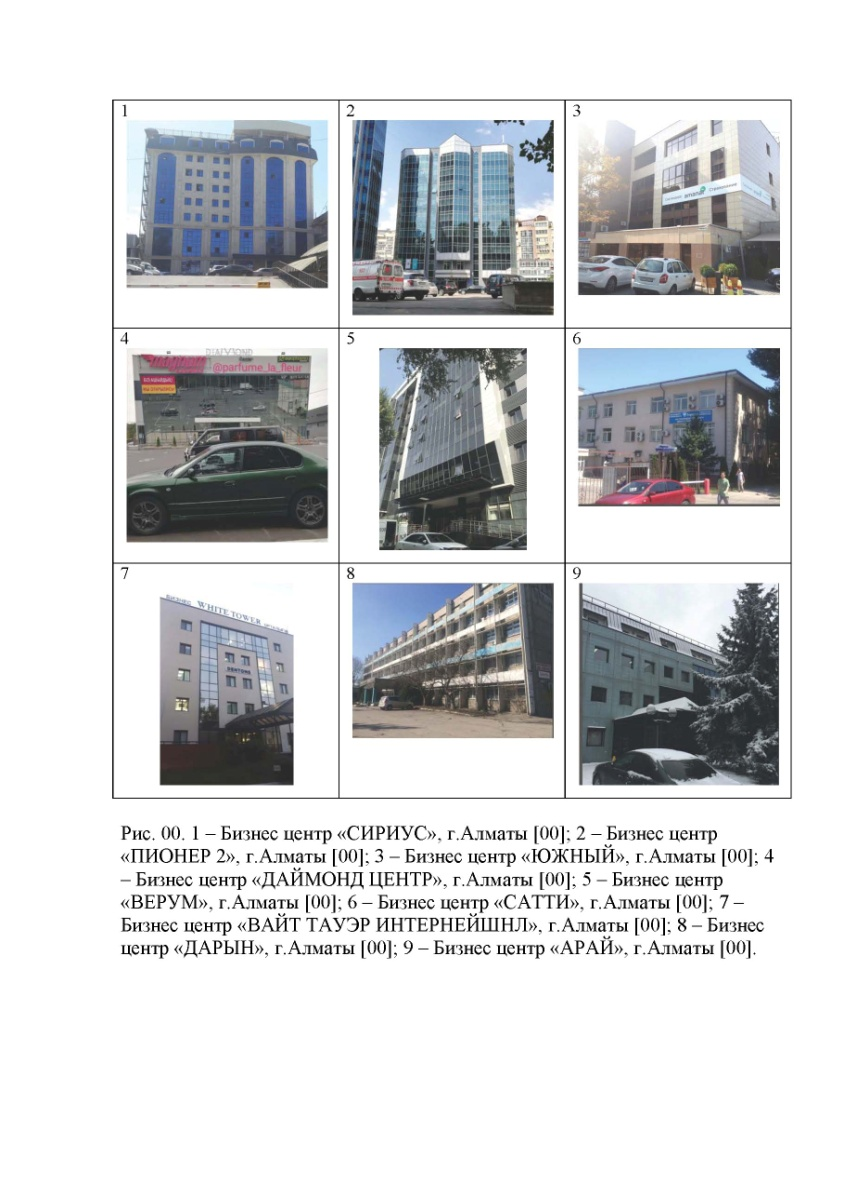 1
2
3
4
@parfume_la_fleur
5
6
7
WHITE TOWER
8
9
Рис. 00. 1 – Бизнес центр «СИРИУС», г.Алматы [00]; 2 – Бизнес центр
«ПИОНЕР 2», г.Алматы [00]; 3 – Бизнес центр «ЮЖНЫЙ», г.Алматы [00]; 4
– Бизнес центр «ДАЙМОНД ЦЕНТР», г.Алматы [00]; 5 – Бизнес центр
«ВЕРУМ», г.Алматы [00]; 6 – Бизнес центр «САТТИ», г.Алматы [00]; 7 –
Бизнес центр «ВАЙТ ТАУЭР ИНТЕРНЕЙШНЛ», г.Алматы [00]; 8 – Бизнес
центр «ДАРЫН», г.Алматы [00]; 9 – Бизнес центр «АРАЙ», г.Алматы [00].